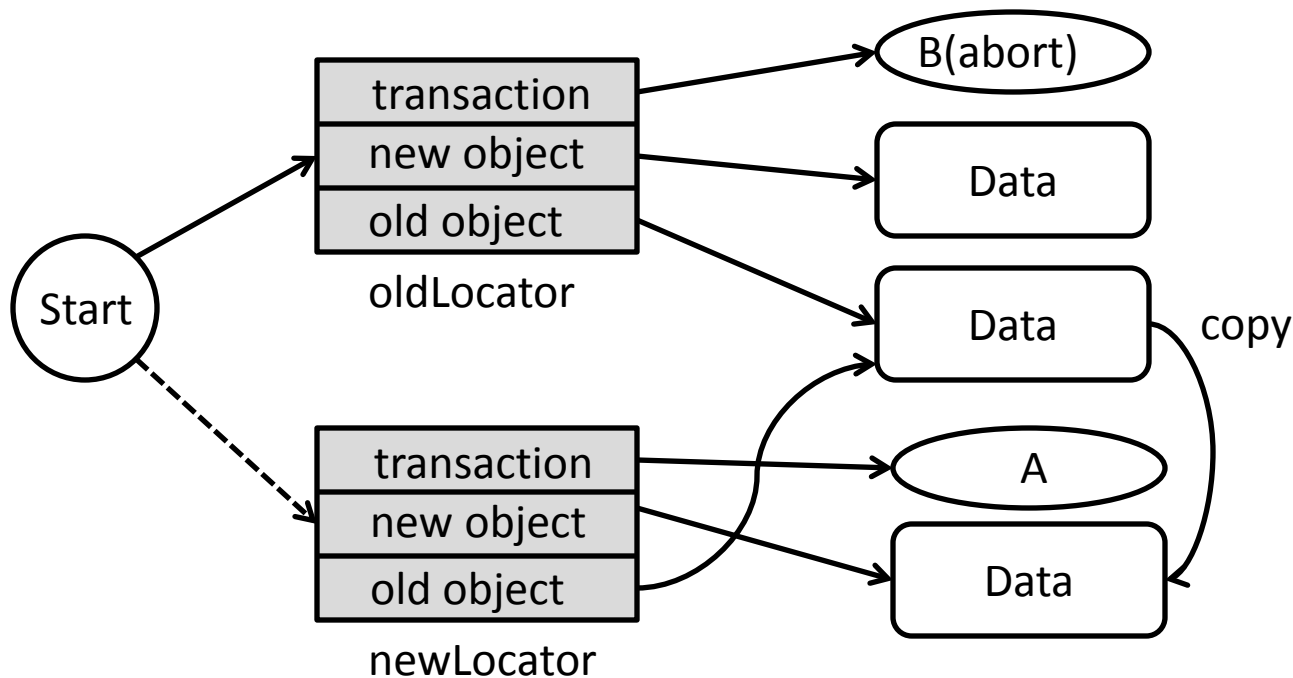 B(abort)
transaction
new object
Data
old object
oldLocator
Start
Data
copy
transaction
A
new object
old object
Data
newLocator